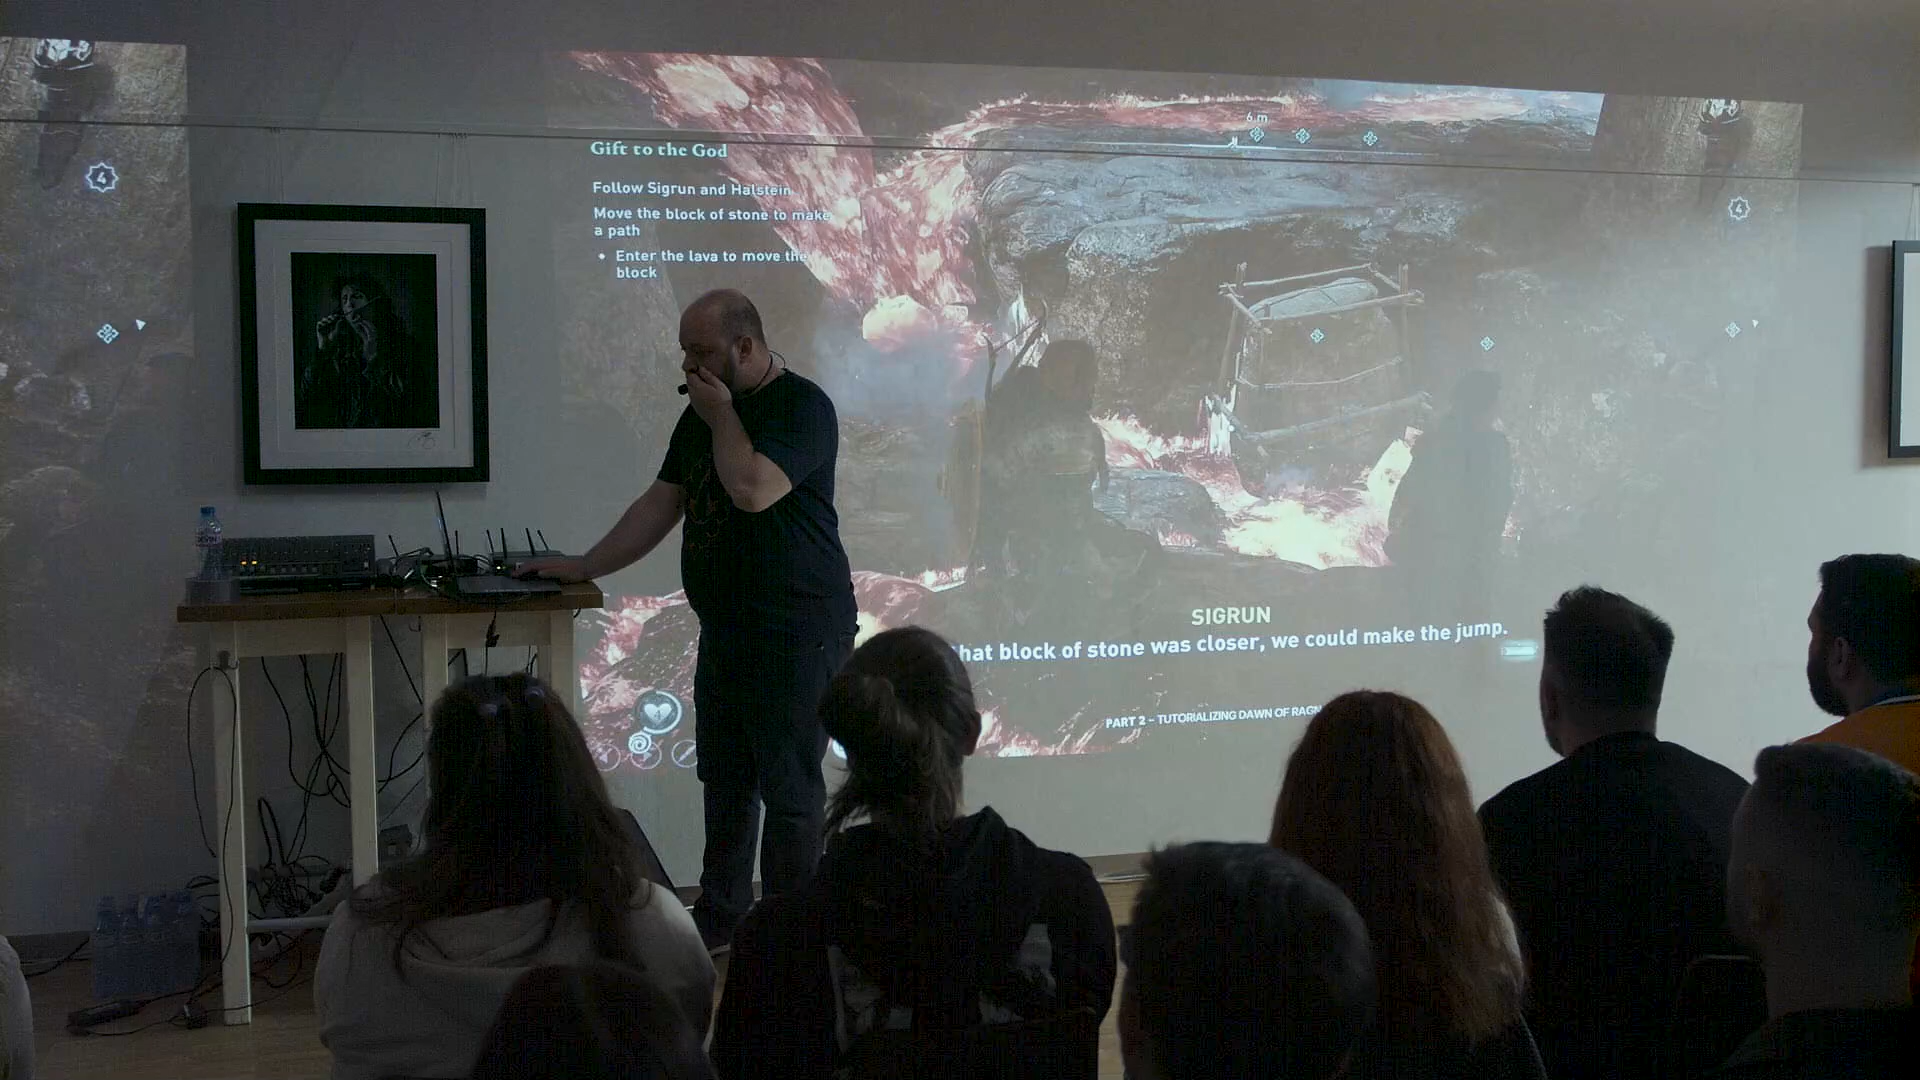 6 m
4
4
Gift to the God
Follow Sigrun and Halstein
Move the block of stone to make
a path
• Enter the lava to move the
block
SIGRUN
hat block of stone was closer, we could make the jump.
PART 2 – TUTORIALIZING DAWN OF RAGN